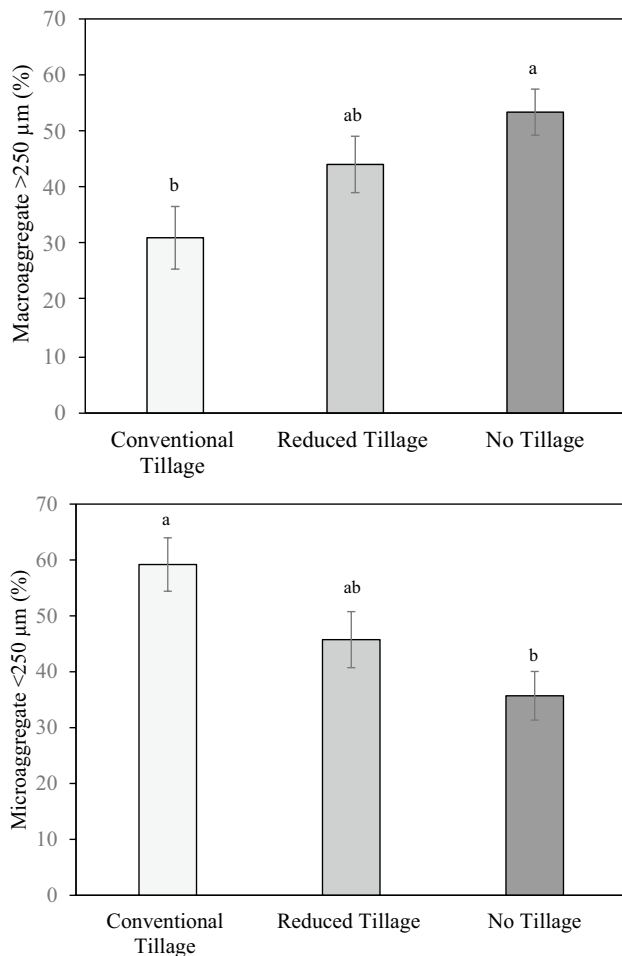 Macroaggregate >250 µm (%)
70
60
50
40
30
20
10
0
b
ab
a
Conventional
Tillage
Reduced Tillage
No Tillage
Microaggregate <250 µm (%)
70
60
50
40
30
20
10
0
a
ab
b
Conventional
Tillage
Reduced Tillage
No Tillage